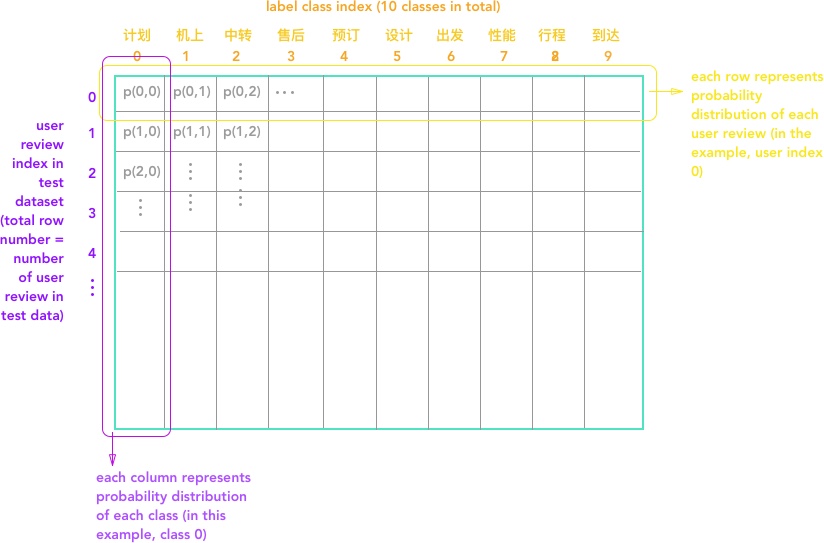 label class index (10 classes in total)
计划 机上 中转 售后 预订 设计 出发 性能 行程 到达
0 1 2 3 4 5 6 7 8 9
0 p(0,0) p(0,1) p(0,2) ...
1 p(1,0) p(1,1) p(1,2)
2 p(2,0) ⋮ ⋮
3 ⋮ ⋮ ⋮
4
⋮
user
review
index in
test
dataset
(total row
number =
number
of user
review in
test data)
each row represents
probability
distribution of each
user review (in the
example, user index
0)
each column represents
probability distribution
of each class (in this
example, class 0)